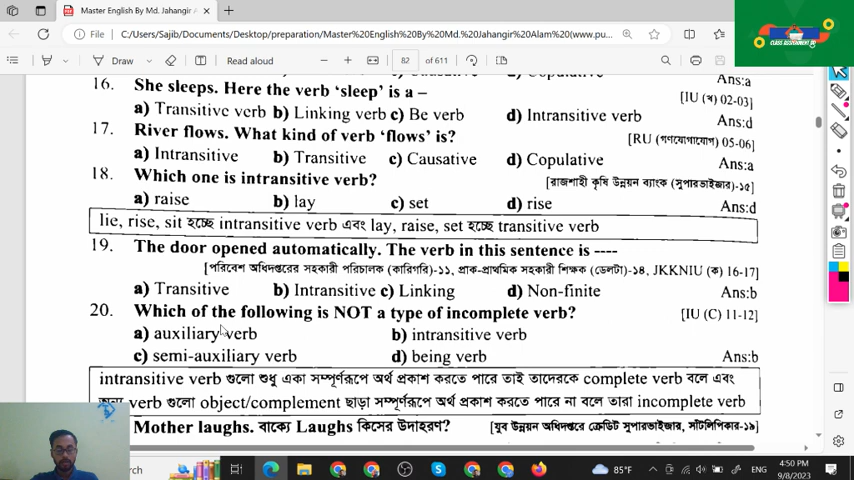 Master English By Md. Jahangir A
C:/Users/Sajib/Desktop/preparation/Master%20English%20By%20Md.%20Jahangir%20Alam%20(www.pu...
Draw
Read aloud
82 of 611
CLASS ASSIGNMENT BD
Ans:a
16. She sleeps. Here the verb ‘sleep’ is a –
[IU (খ) 02-03]
a) Transitive verb b) Linking verb c) Be verb d) Intransitive verb Ans:d
17. River flows. What kind of verb ‘flows’ is? [RU (গণযোগাযোগ) 05-06]
a) Intransitive b) Transitive c) Causative d) Copulative Ans:a
18. Which one is intransitive verb? [রাজশাহী কৃষি উন্নয়ন ব্যাংক (সুপারভাইজার)-১৫]
a) raise b) lay c) set d) rise Ans:d
lie, rise, sit হচ্ছে intransitive verb এবং lay, raise, set হচ্ছে transitive verb
19. The door opened automatically. The verb in this sentence is ----
[পরিবেশ অধিদপ্তরের সহকারী পরিচালক (কারিগরি)-১১, প্রাক-প্রাথমিক সহকারী শিক্ষক (ডেলটা)-১৪, JKKNIU (ক) 16-17]
a) Transitive b) Intransitive c) Linking d) Non-finite Ans:b
20. Which of the following is NOT a type of incomplete verb? [IU (C) 11-12]
a) auxiliary verb b) intransitive verb
c) semi-auxiliary verb d) being verb Ans:b
intransitive verb গুলো শুধু একা সম্পূর্ণরূপে অর্থ প্রকাশ করতে পারে তাই তাদেরকে complete verb বলে এবং
অন্য verb গুলো object/complement ছাড়া সম্পূর্ণরূপে অর্থ প্রকাশ করতে পারে না বলে তারা incomplete verb
Mother laughs. বাক্যে Laughs কিসের উদাহরণ? [যুব উন্নয়ন অধিদপ্তরে ক্রেডিট সুপারভাইজার, সাঁটলিপিকার-১৯]
85°F
ENG
4:50 PM
9/8/2023